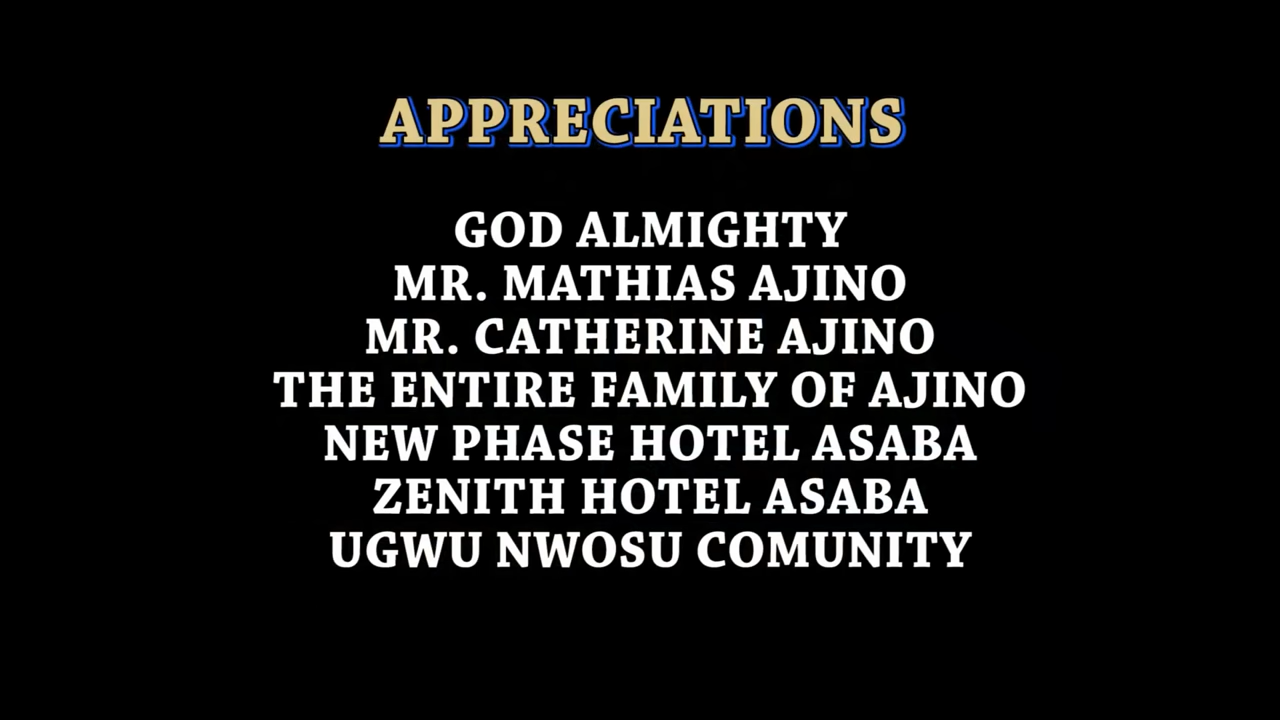 APPRECIATIONS
GOD ALMIGHTY
MR. MATHIAS AJINO
MR. CATHERINE AJINO
THE ENTIRE FAMILY OF AJINO
NEW PHASE HOTEL ASABA
ZENITH HOTEL ASABA
UGWU NWOSU COMUNITY